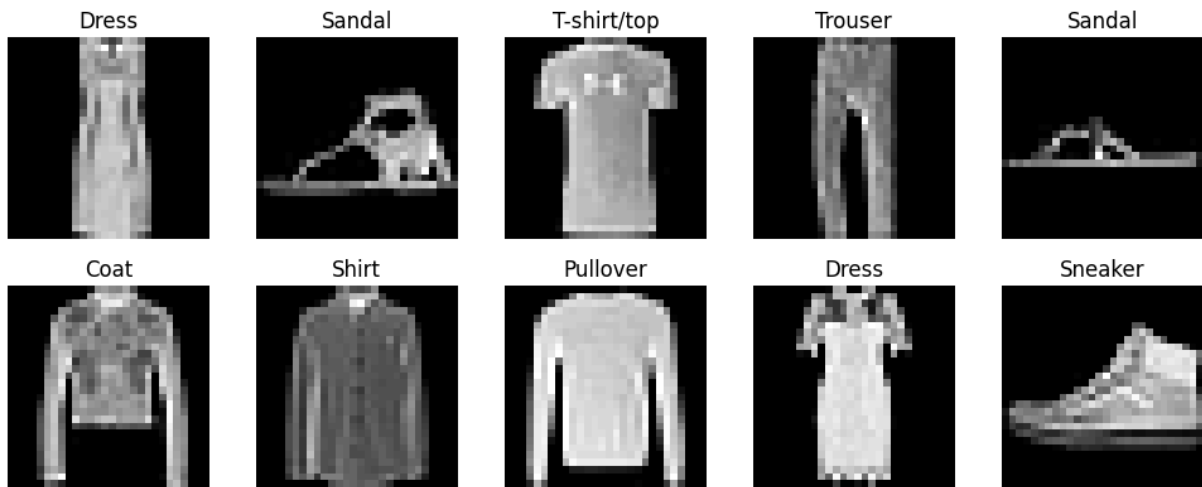 Dress
Sandal
T-shirt/top
Trouser
Sandal
Coat
Shirt
Pullover
Dress
Sneaker